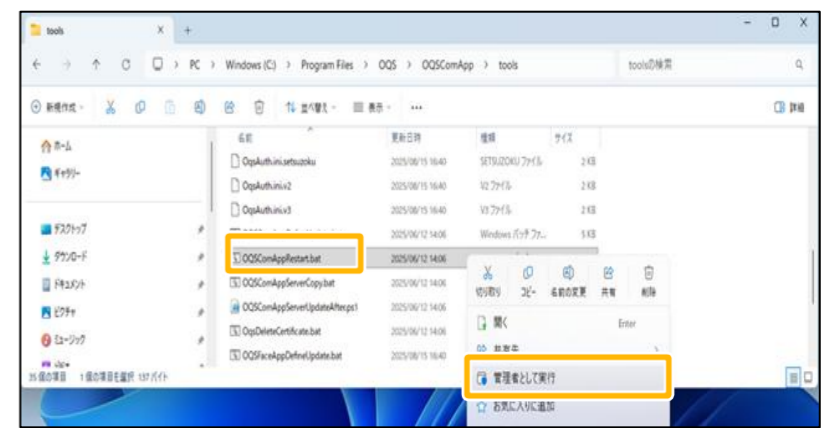 tools
PC > Windows (C:) > Program Files > OQS > OQSComApp > tools
toolsの検索
新規作成
並べ替え
表示
詳細
ホーム
ギャラリー
デスクトップ
ダウンロード
ドキュメント
ピクチャ
ミュージック
名前 更新日時 種類 サイズ
OqsAuth.ini.setsuzoku 2025/08/15 16:40 SETSUZOKU ファイル 2 KB
OqsAuth.ini.v2 2025/08/15 16:40 V2 ファイル 2 KB
OqsAuth.ini.v3 2025/08/15 16:40 V3 ファイル 2 KB
2025/06/12 14:06 Windows バッチ ファ... 5 KB
OQSComAppRestart.bat 2025/06/12 14:06
OQSComAppServerCopy.bat 2025/06/12 14:06
OQSComAppServerUpdateAfter.ps1 2025/06/12 14:06
OqsDeleteCertificate.bat 2025/06/12 14:06
OQSFaceAppDefineUpdate.bat 2025/08/15 16:40
切り取り コピー 名前の変更 共有 削除
開く Enter
管理者として実行
お気に入りに追加
35 個の項目 1 個の項目を選択 137 バイト